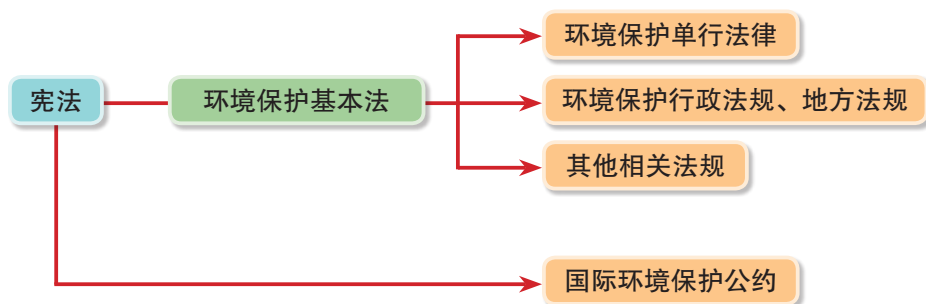 宪法
环境保护基本法
环境保护单行法律
环境保护行政法规、地方法规
其他相关法规
国际环境保护公约